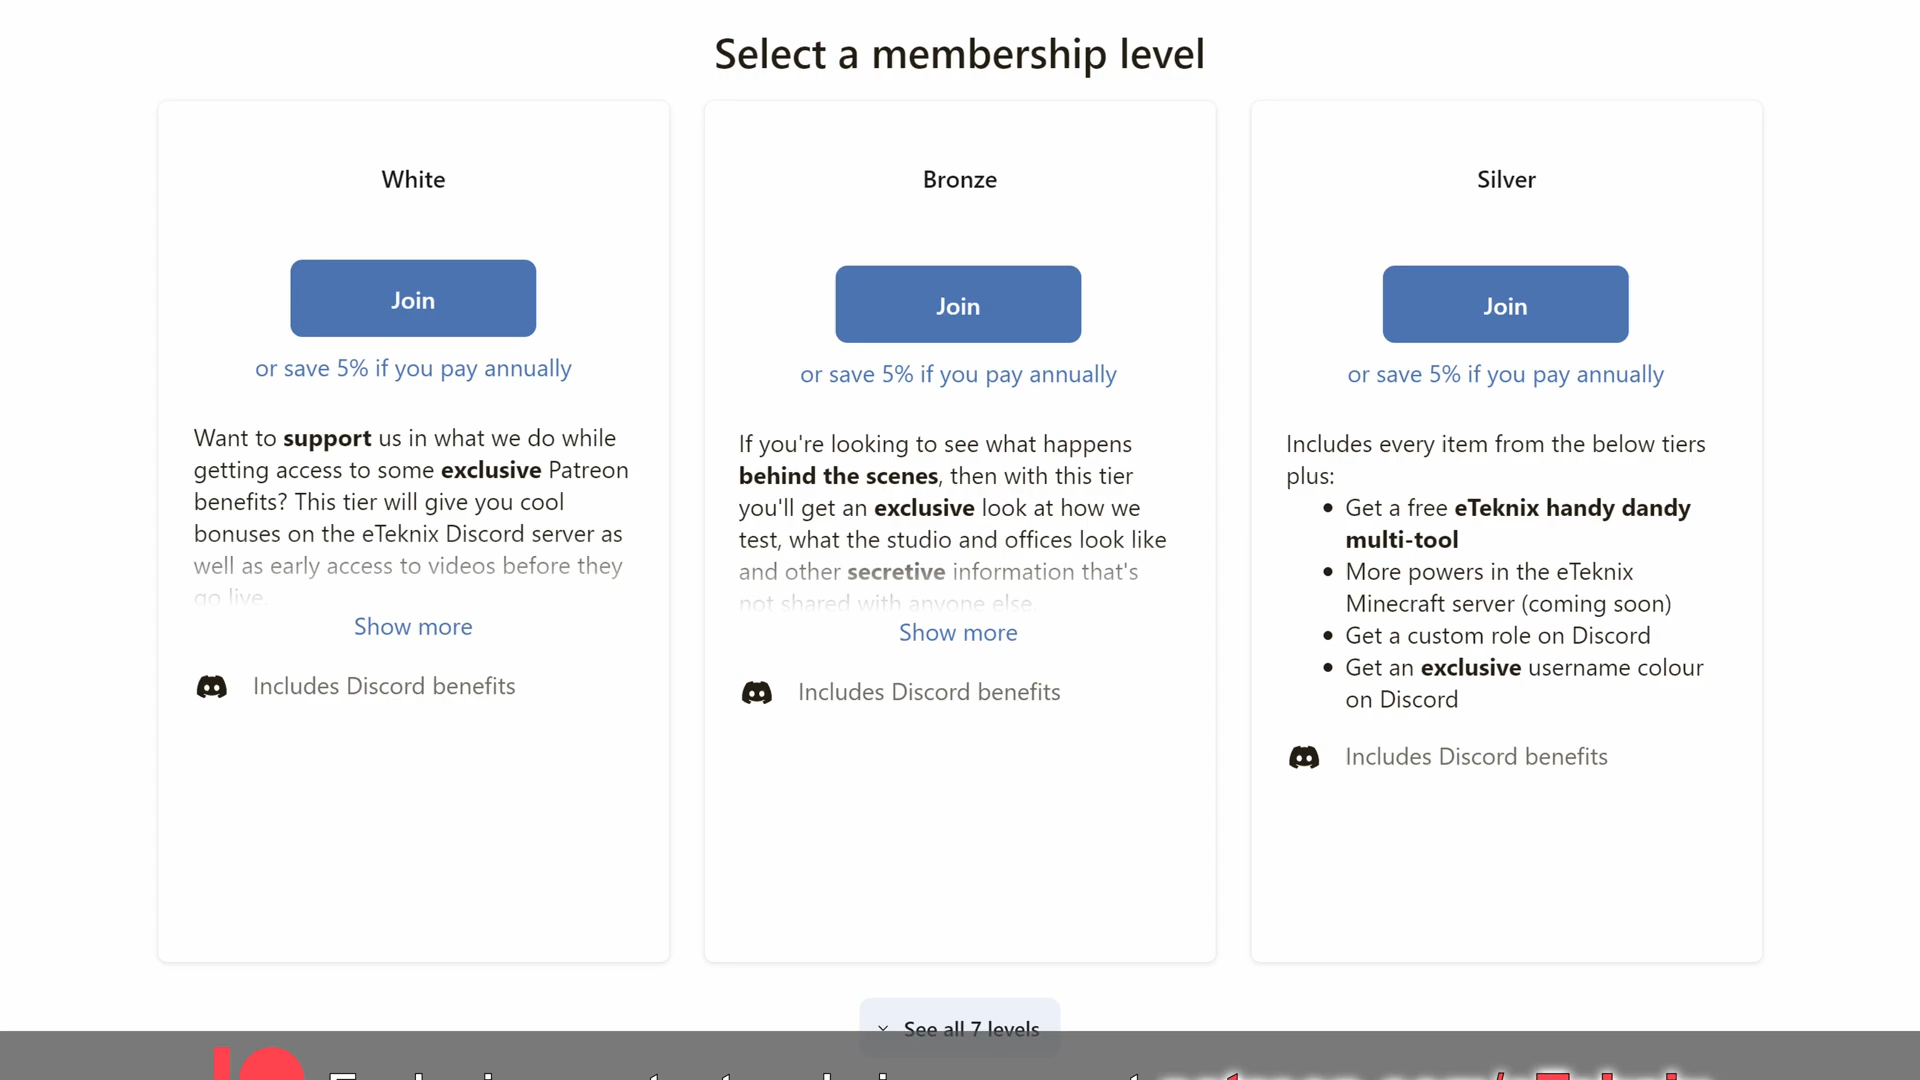 Select a membership level
White
Join
or save 5% if you pay annually
Want to support us in what we do while
getting access to some exclusive Patreon
benefits? This tier will give you cool
bonuses on the eTeknix Discord server as
well as early access to videos before they
go live.
Show more
Includes Discord benefits
Bronze
Join
or save 5% if you pay annually
If you're looking to see what happens
behind the scenes, then with this tier
you'll get an exclusive look at how we
test, what the studio and offices look like
and other secretive information that's
not shared with anyone else.
Show more
Includes Discord benefits
Silver
Join
or save 5% if you pay annually
Includes every item from the below tiers
plus:
• Get a free eTeknix handy dandy
multi-tool
• More powers in the eTeknix
Minecraft server (coming soon)
• Get a custom role on Discord
• Get an exclusive username colour
on Discord
Includes Discord benefits
See all 7 levels